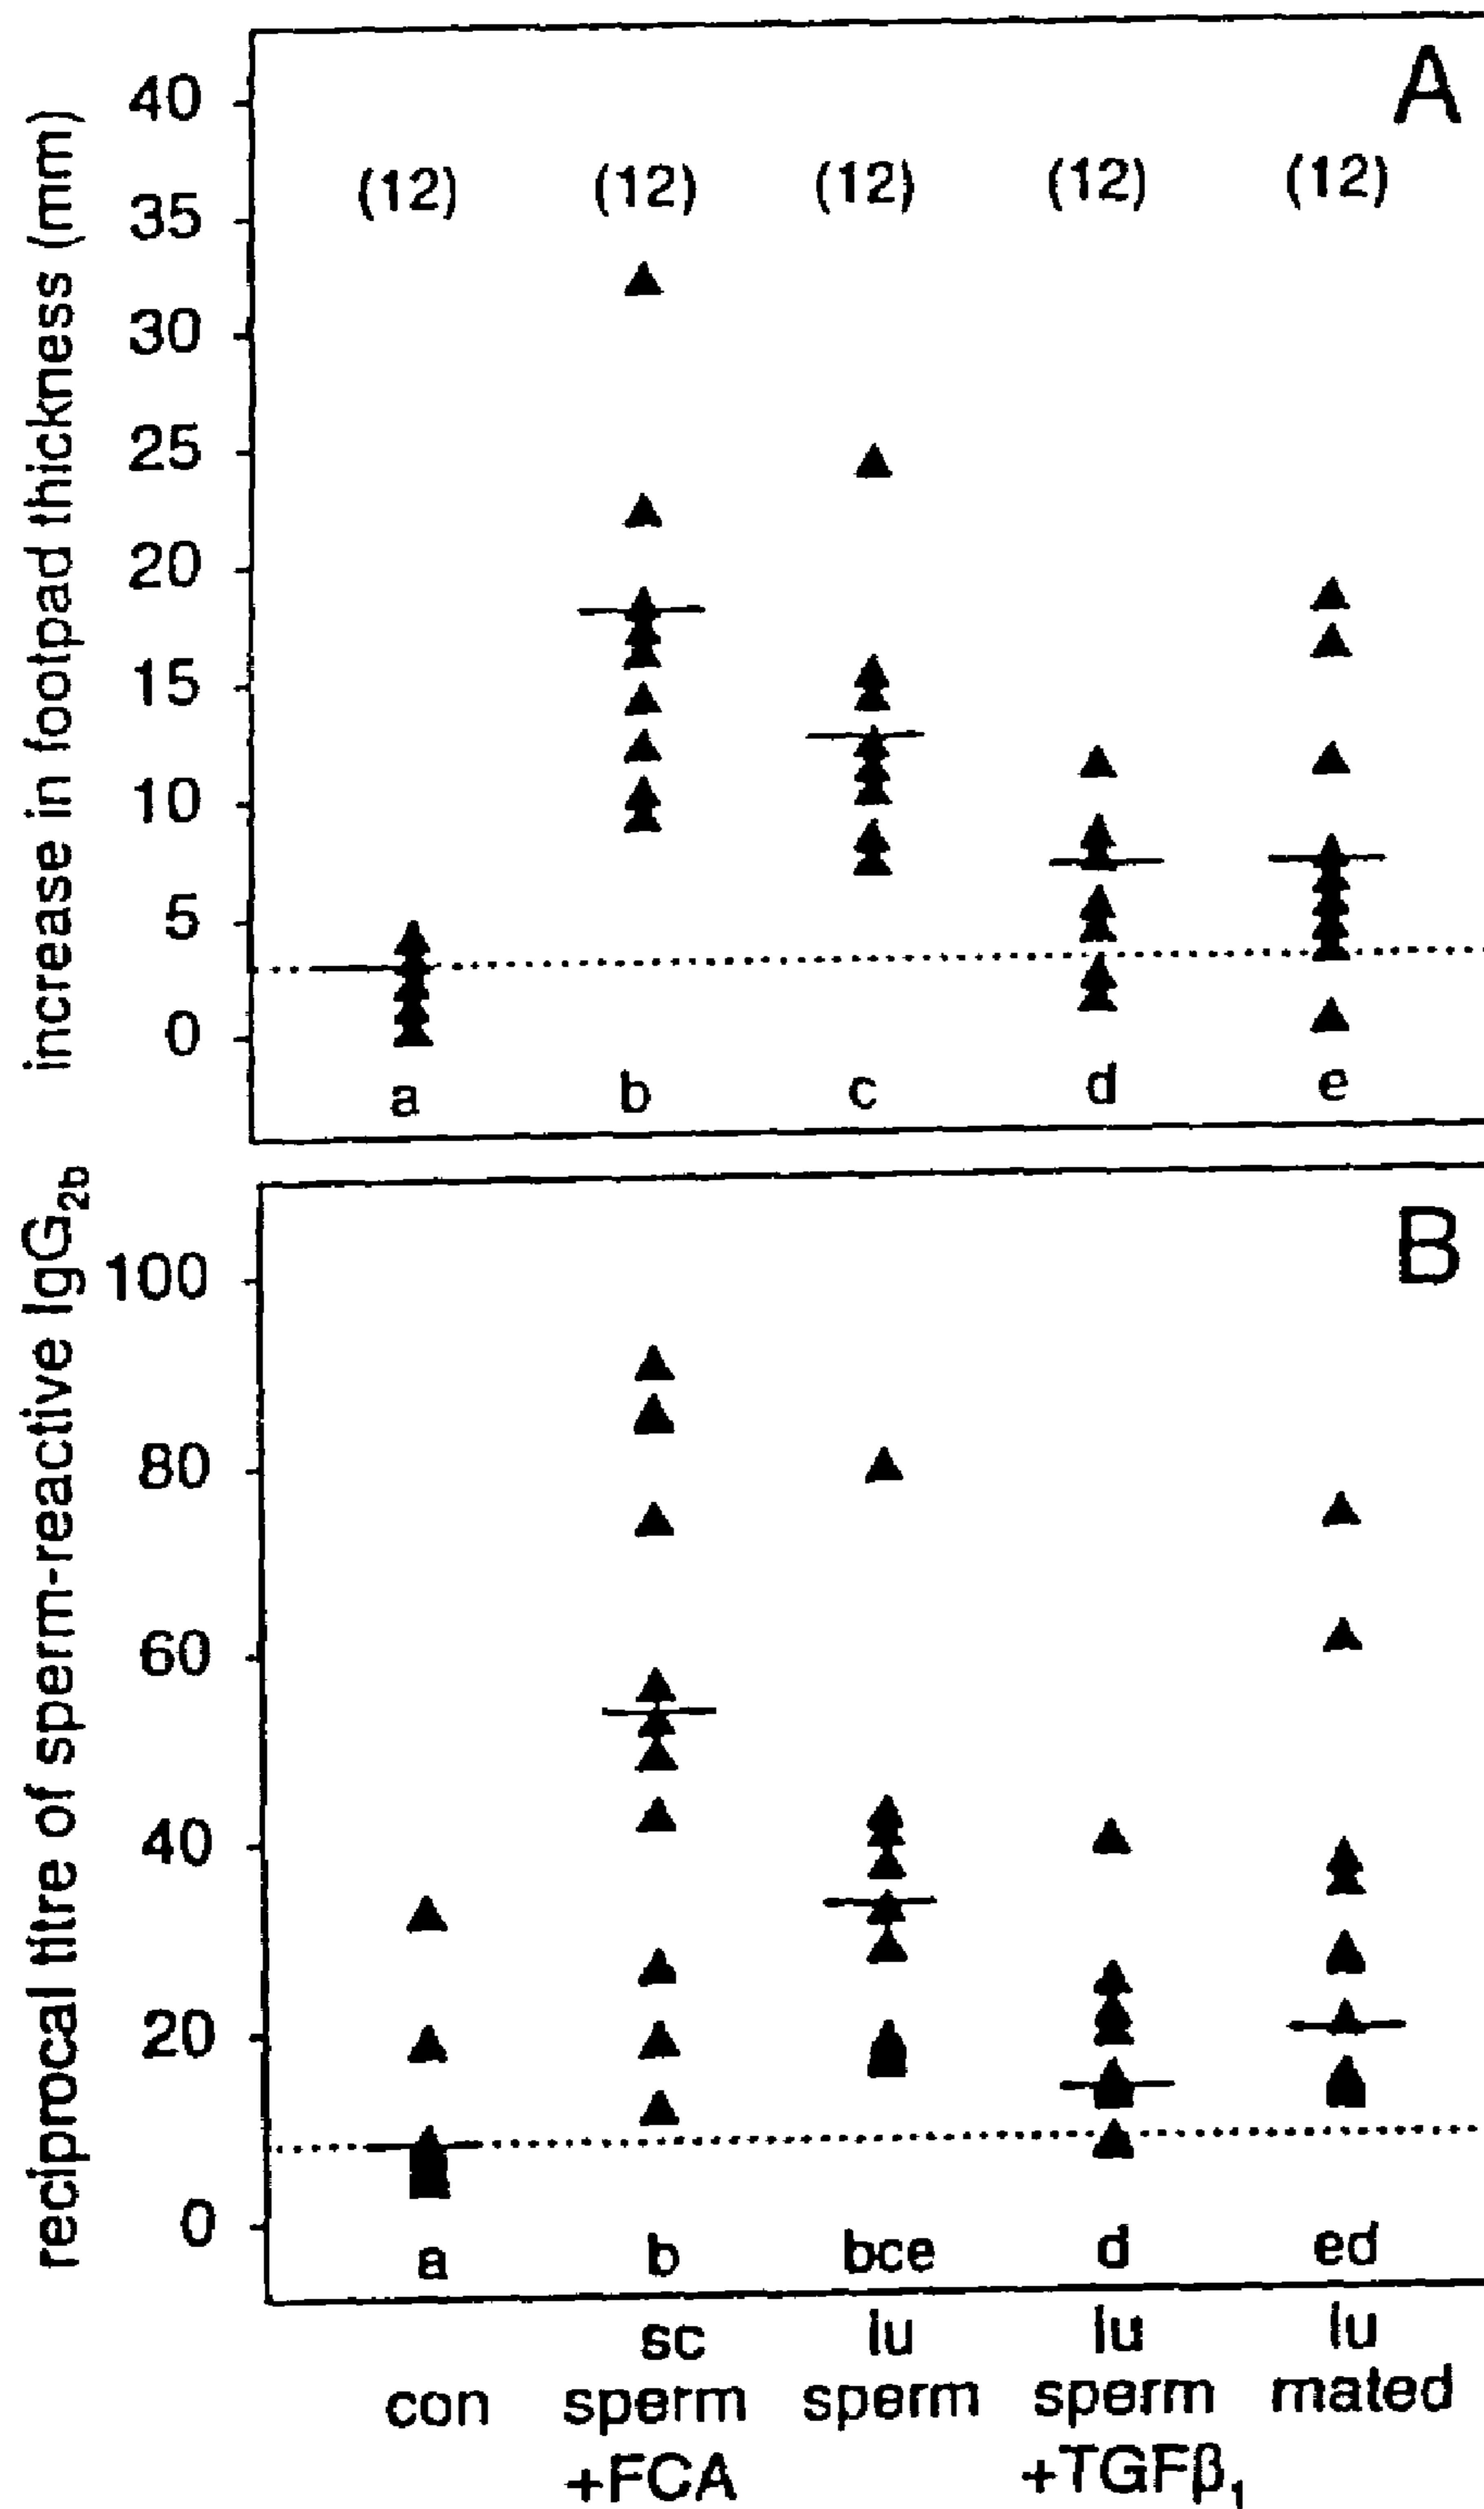 A
increase in footpad thickness (mm)
40
35
30
25
20
15
10
5
0
(12) (12) (12) (12) (12)
a b c d e
B
reciprocal titre of sperm-reactive IgG2b
100
80
60
40
20
0
a b bce d ed
sc lu lu lu
con sperm sperm sperm mated
+FCA +TGFβ1